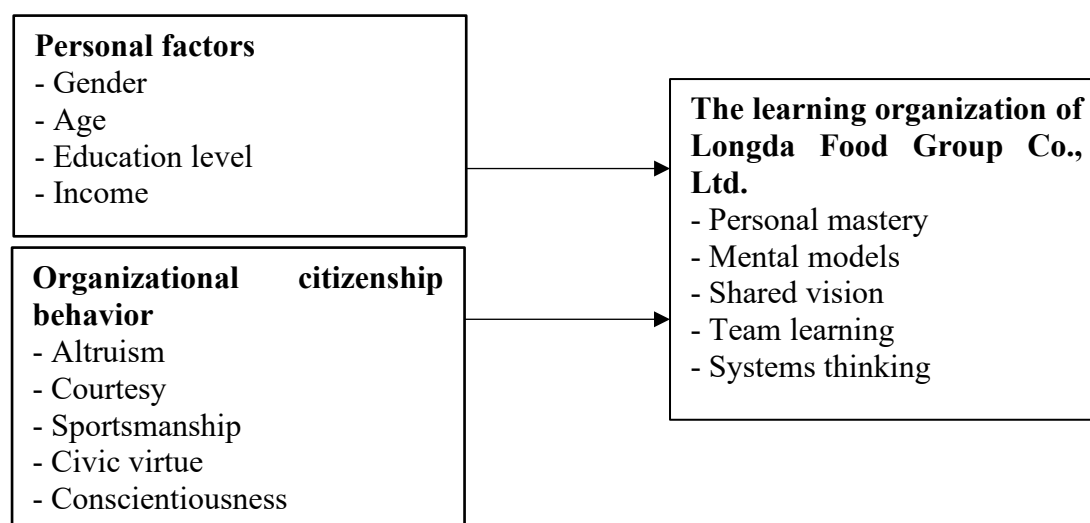 Personal factors
- Gender
- Age
- Education level
- Income
Organizational citizenship
behavior
- Altruism
- Courtesy
- Sportsmanship
- Civic virtue
- Conscientiousness
The learning organization of
Longda Food Group Co.,
Ltd.
- Personal mastery
- Mental models
- Shared vision
- Team learning
- Systems thinking